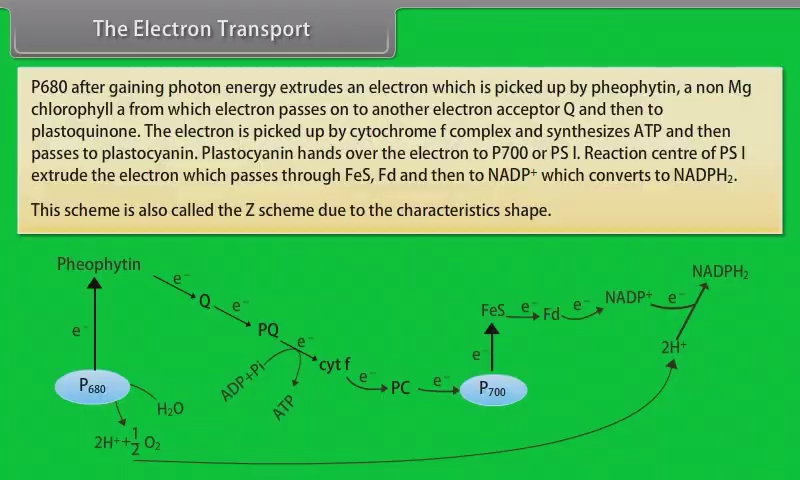 The Electron Transport
P680 after gaining photon energy extrudes an electron which is picked up by pheophytin, a non Mg
chlorophyll a from which electron passes on to another electron acceptor Q and then to
plastoquinone. The electron is picked up by cytochrome f complex and synthesizes ATP and then
passes to plastocyanin. Plastocyanin hands over the electron to P700 or PS I. Reaction centre of PS I
extrude the electron which passes through FeS, Fd and then to NADP⁺ which converts to NADPH₂.
This scheme is also called the Z scheme due to the characteristics shape.
Pheophytin
e⁻
Q
e⁻
PQ
e⁻
cyt f
e⁻
PC
e⁻
P₇₀₀
e⁻
FeS
e⁻
Fd
e⁻
NADP⁺
e⁻
NADPH₂
2H⁺
e⁻
P₆₈₀
H₂O
2H⁺+½ O₂
ADP+Pi
ATP